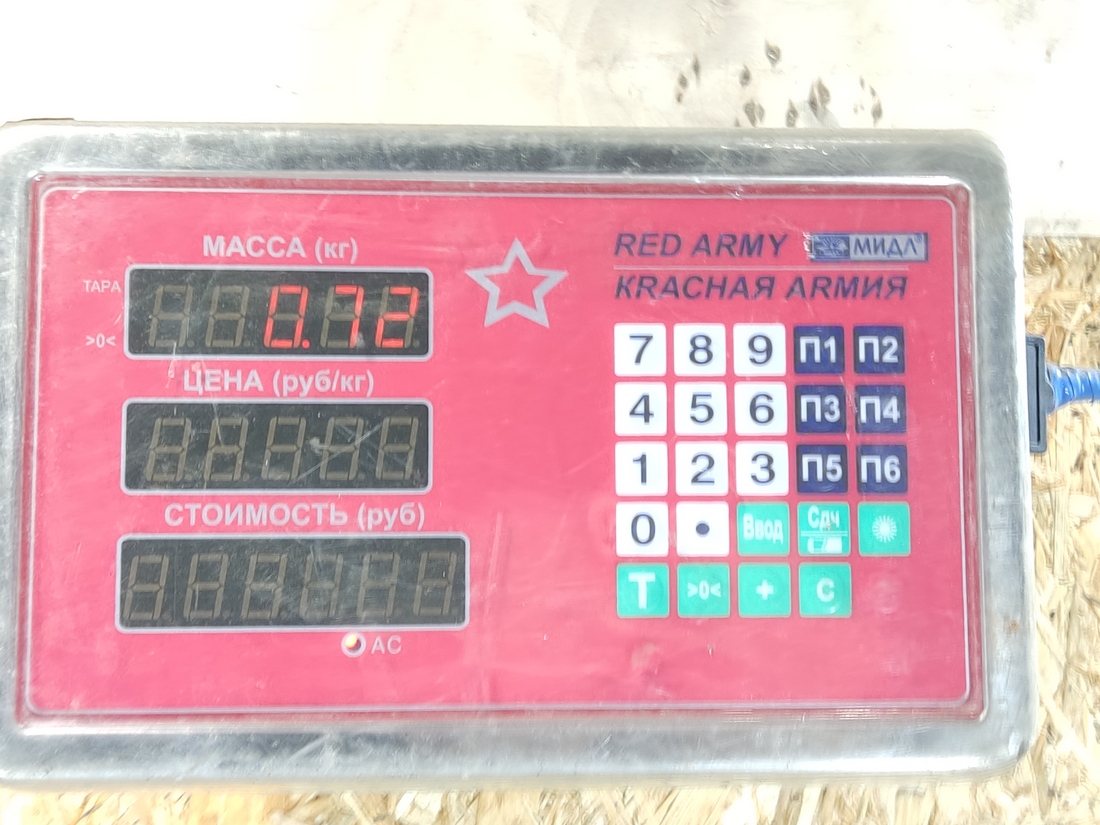 МАССА (кг)
RED ARMY МИДЛ
КRАСНАЯ АRМИЯ
ТАРА
0.72
>0<
ЦЕНА (руб/кг)
СТОИМОСТЬ (руб)
AC
7 8 9 П1 П2
4 5 6 П3 П4
1 2 3 П5 П6
0 • Ввод Сдч
T >0< + C